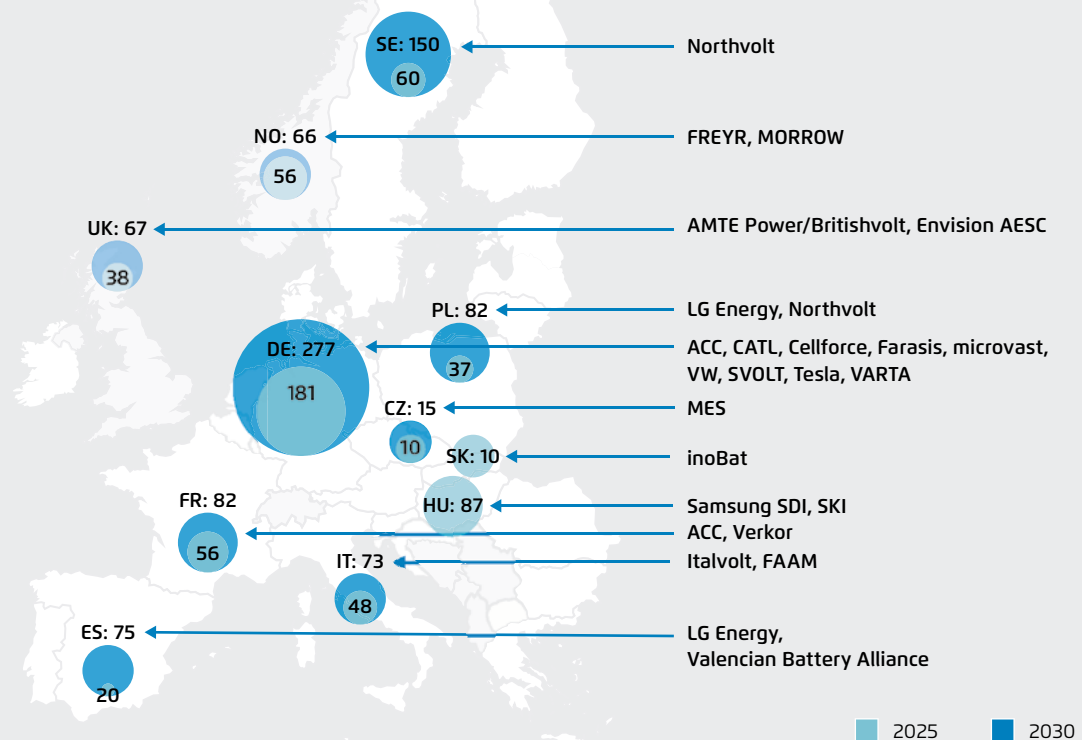 SE: 150
Northvolt
60
NO: 66
FREYR, MORROW
56
UK: 67
AMTE Power/Britishvolt, Envision AESC
38
PL: 82
LG Energy, Northvolt
37
DE: 277
ACC, CATL, Cellforce, Farasis, microvast,
VW, SVOLT, Tesla, VARTA
181
CZ: 15
MES
10
SK: 10
inoBat
HU: 87
Samsung SDI, SKI
FR: 82
ACC, Verkor
56
IT: 73
Italvolt, FAAM
48
ES: 75
LG Energy,
Valencian Battery Alliance
20
2025
2030